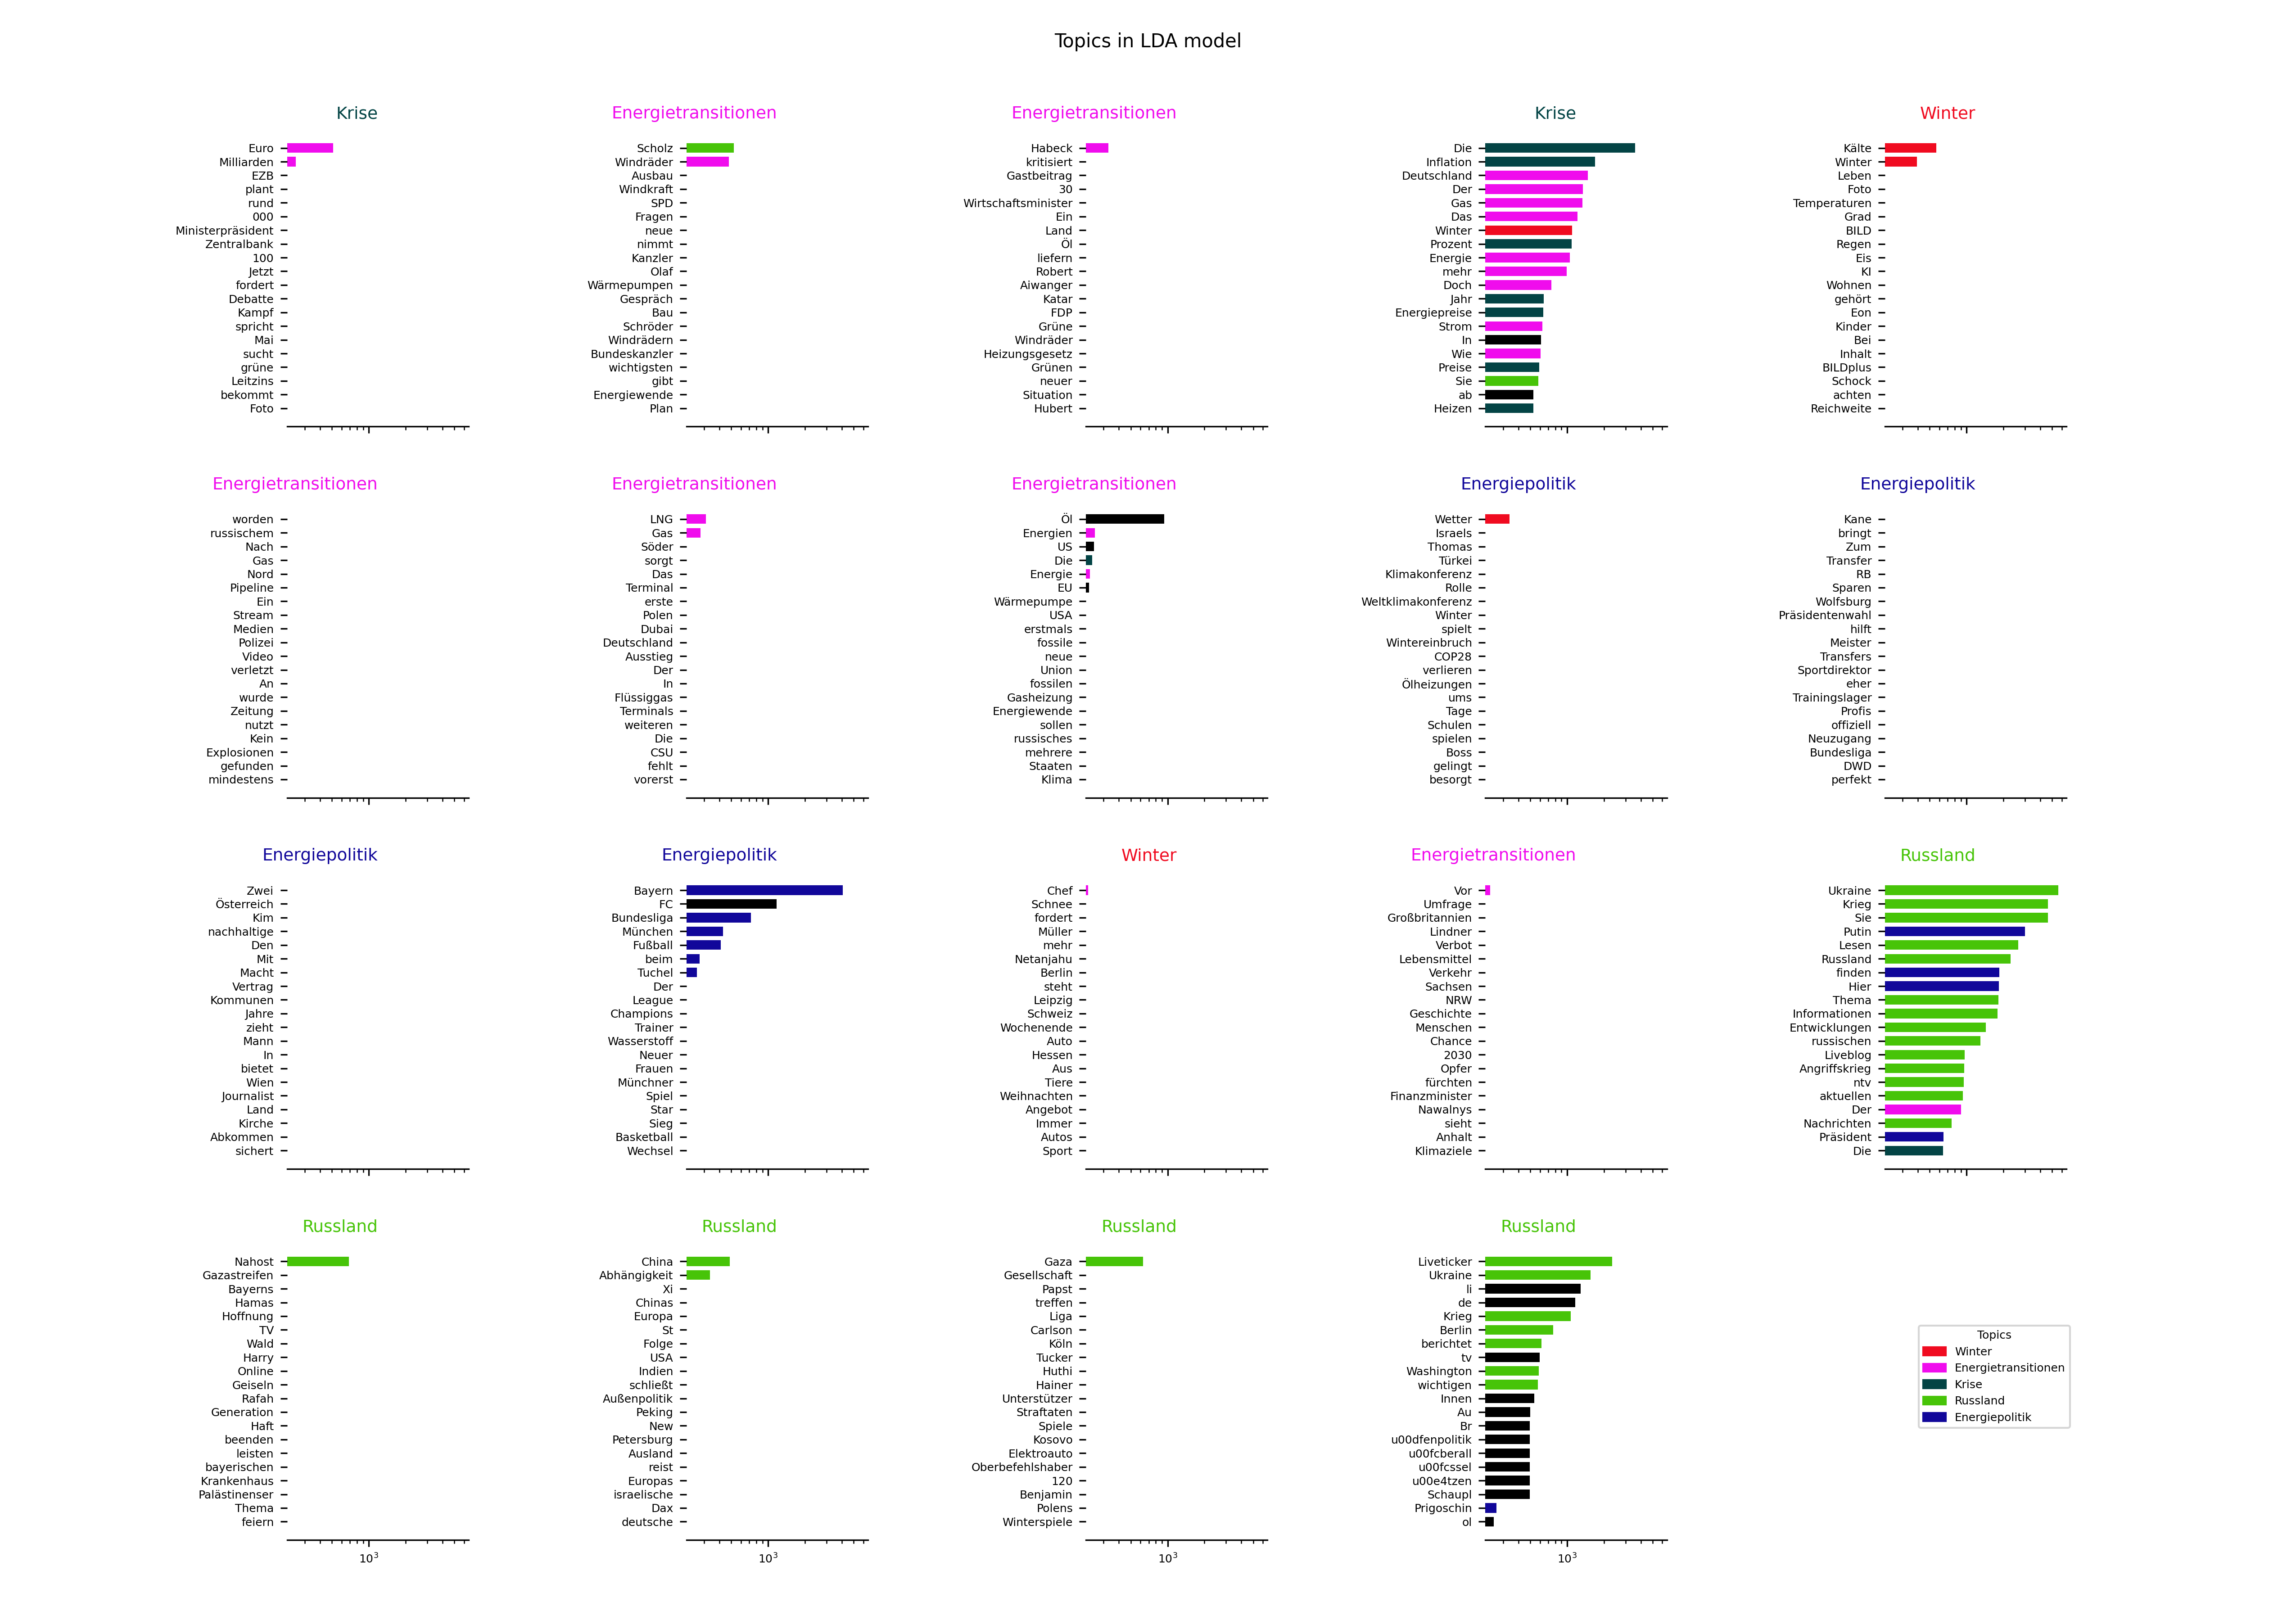 Topics in LDA model
Krise
Euro
Milliarden
EZB
plant
rund
000
Ministerpräsident
Zentralbank
100
Jetzt
fordert
Debatte
Kampf
spricht
Mai
sucht
grüne
Leitzins
bekommt
Foto
Energietransitionen
Scholz
Windräder
Ausbau
Windkraft
SPD
Fragen
neue
nimmt
Kanzler
Olaf
Wärmepumpen
Gespräch
Bau
Schröder
Windrädern
Bundeskanzler
wichtigsten
gibt
Energiewende
Plan
Energietransitionen
Habeck
kritisiert
Gastbeitrag
30
Wirtschaftsminister
Ein
Land
Öl
liefern
Robert
Aiwanger
Katar
FDP
Grüne
Windräder
Heizungsgesetz
Grünen
neuer
Situation
Hubert
Krise
Die
Inflation
Deutschland
Der
Gas
Das
Winter
Prozent
Energie
mehr
Doch
Jahr
Energiepreise
Strom
In
Wie
Preise
Sie
ab
Heizen
Winter
Kälte
Winter
Leben
Foto
Temperaturen
Grad
BILD
Regen
Eis
KI
Wohnen
gehört
Eon
Kinder
Bei
Inhalt
BILDplus
Schock
achten
Reichweite
Energietransitionen
worden
russischem
Nach
Gas
Nord
Pipeline
Ein
Stream
Medien
Polizei
Video
verletzt
An
wurde
Zeitung
nutzt
Kein
Explosionen
gefunden
mindestens
Energietransitionen
LNG
Gas
Söder
sorgt
Das
Terminal
erste
Polen
Dubai
Deutschland
Ausstieg
Der
In
Flüssiggas
Terminals
weiteren
Die
CSU
fehlt
vorerst
Energietransitionen
Öl
Energien
US
Die
Energie
EU
Wärmepumpe
USA
erstmals
fossile
neue
Union
fossilen
Gasheizung
Energiewende
sollen
russisches
mehrere
Staaten
Klima
Energiepolitik
Wetter
Israels
Thomas
Türkei
Klimakonferenz
Rolle
Weltklimakonferenz
Winter
spielt
Wintereinbruch
COP28
verlieren
Ölheizungen
ums
Tage
Schulen
spielen
Boss
gelingt
besorgt
Energiepolitik
Kane
bringt
Zum
Transfer
RB
Sparen
Wolfsburg
Präsidentenwahl
hilft
Meister
Transfers
Sportdirektor
eher
Trainingslager
Profis
offiziell
Neuzugang
Bundesliga
DWD
perfekt
Energiepolitik
Zwei
Österreich
Kim
nachhaltige
Den
Mit
Macht
Vertrag
Kommunen
Jahre
zieht
Mann
In
bietet
Wien
Journalist
Land
Kirche
Abkommen
sichert
Energiepolitik
Bayern
FC
Bundesliga
München
Fußball
beim
Tuchel
Der
League
Champions
Trainer
Wasserstoff
Neuer
Frauen
Münchner
Spiel
Star
Sieg
Basketball
Wechsel
Winter
Chef
Schnee
fordert
Müller
mehr
Netanjahu
Berlin
steht
Leipzig
Schweiz
Wochenende
Auto
Hessen
Aus
Tiere
Weihnachten
Angebot
Immer
Autos
Sport
Energietransitionen
Vor
Umfrage
Großbritannien
Lindner
Verbot
Lebensmittel
Verkehr
Sachsen
NRW
Geschichte
Menschen
Chance
2030
Opfer
fürchten
Finanzminister
Nawalnys
sieht
Anhalt
Klimaziele
Russland
Ukraine
Krieg
Sie
Putin
Lesen
Russland
finden
Hier
Thema
Informationen
Entwicklungen
russischen
Liveblog
Angriffskrieg
ntv
aktuellen
Der
Nachrichten
Präsident
Die
Russland
Nahost
Gazastreifen
Bayerns
Hamas
Hoffnung
TV
Wald
Harry
Online
Geiseln
Rafah
Generation
Haft
beenden
leisten
bayerischen
Krankenhaus
Palästinenser
Thema
feiern
10³
Russland
China
Abhängigkeit
Xi
Chinas
Europa
St
Folge
USA
Indien
schließt
Außenpolitik
Peking
New
Petersburg
Ausland
reist
Europas
israelische
Dax
deutsche
10³
Russland
Gaza
Gesellschaft
Papst
treffen
Liga
Carlson
Köln
Tucker
Huthi
Hainer
Unterstützer
Straftaten
Spiele
Kosovo
Elektroauto
Oberbefehlshaber
120
Benjamin
Polens
Winterspiele
10³
Russland
Liveticker
Ukraine
li
de
Krieg
Berlin
berichtet
tv
Washington
wichtigen
Innen
Au
Br
u00dfenpolitik
u00fcberall
u00fcssel
u00e4tzen
Schaupl
Prigoschin
ol
10³
Topics
Winter
Energietransitionen
Krise
Russland
Energiepolitik